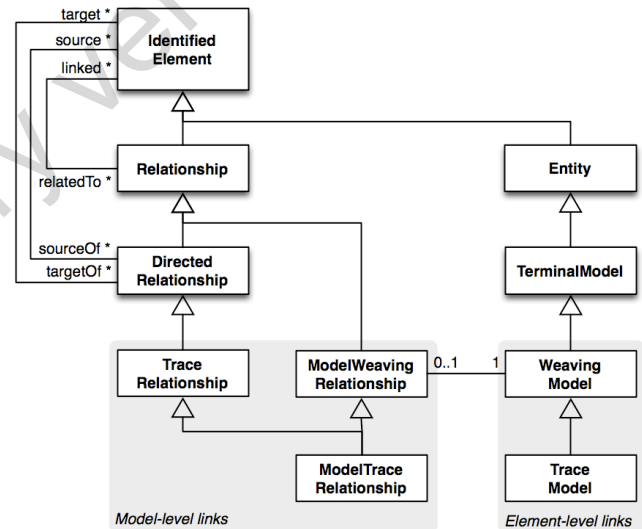 target *
source *
linked *
Identified
Element
relatedTo *
Relationship
Entity
sourceOf *
targetOf *
Directed
Relationship
TerminalModel
Trace
Relationship
ModelWeaving
Relationship
0..1
1
Weaving
Model
ModelTrace
Relationship
Trace
Model
Model-level links
Element-level links